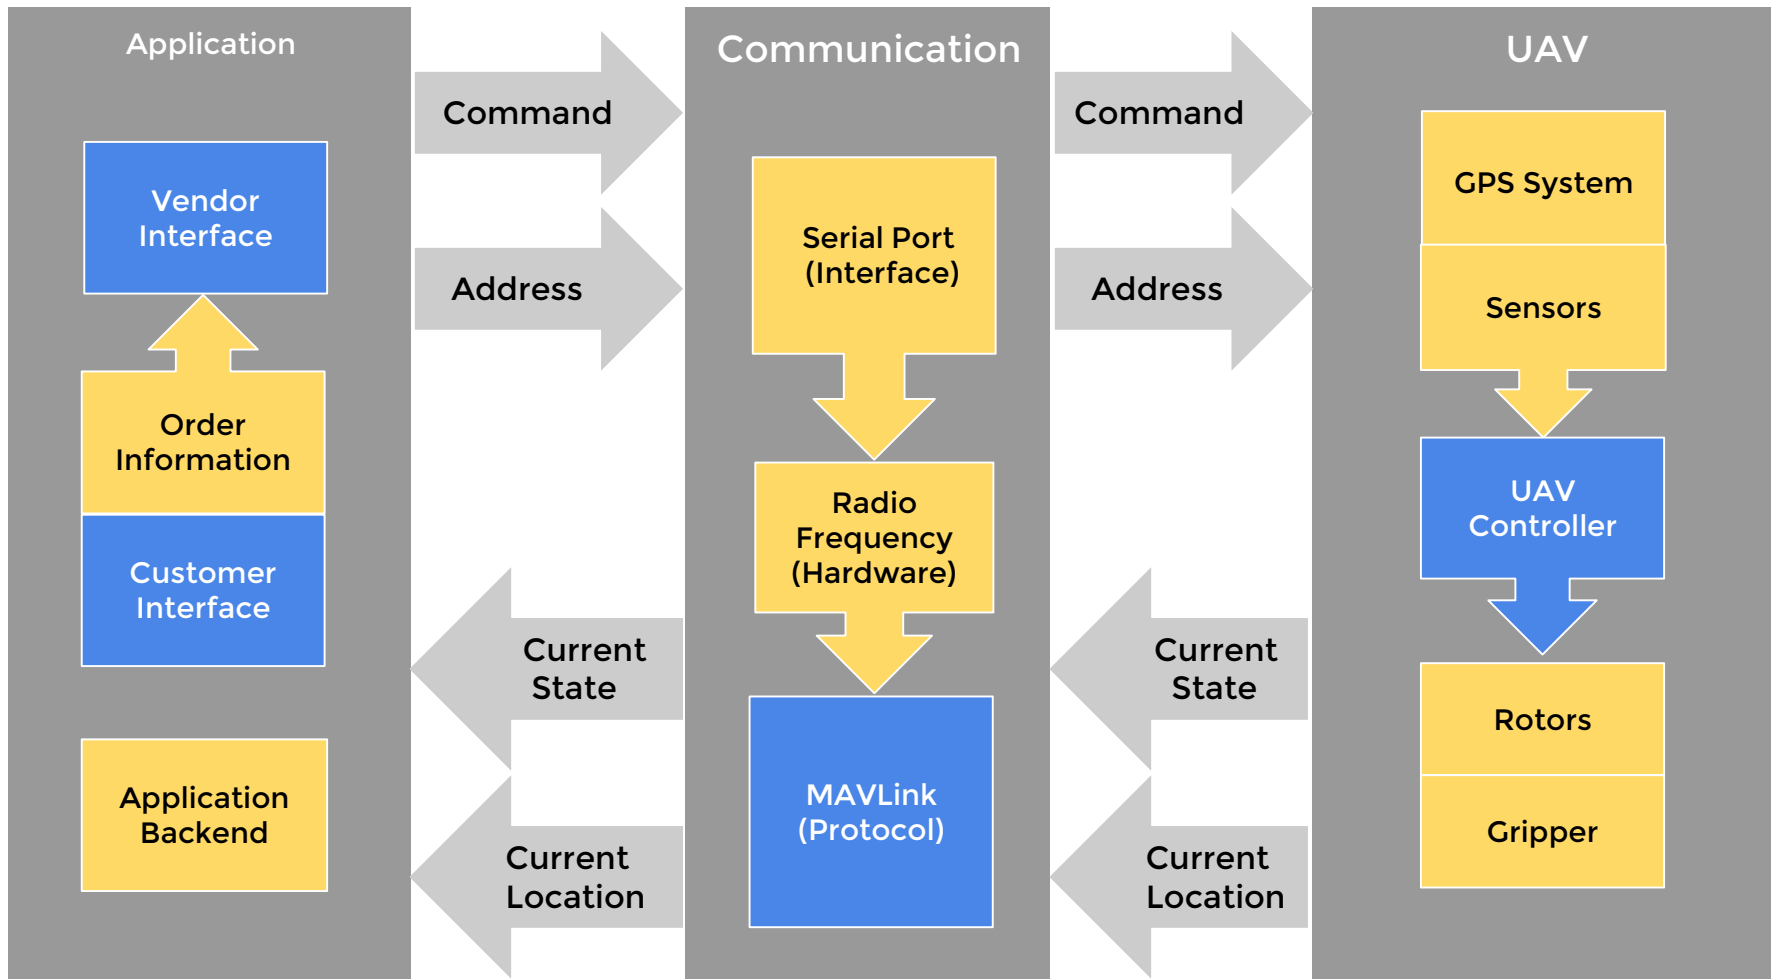 Application
Vendor
Interface
Order
Information
Customer
Interface
Application
Backend
Command
Address
Current
State
Current
Location
Communication
Serial Port
(Interface)
Radio
Frequency
(Hardware)
MAVLink
(Protocol)
Command
Address
Current
State
Current
Location
UAV
GPS System
Sensors
UAV
Controller
Rotors
Gripper